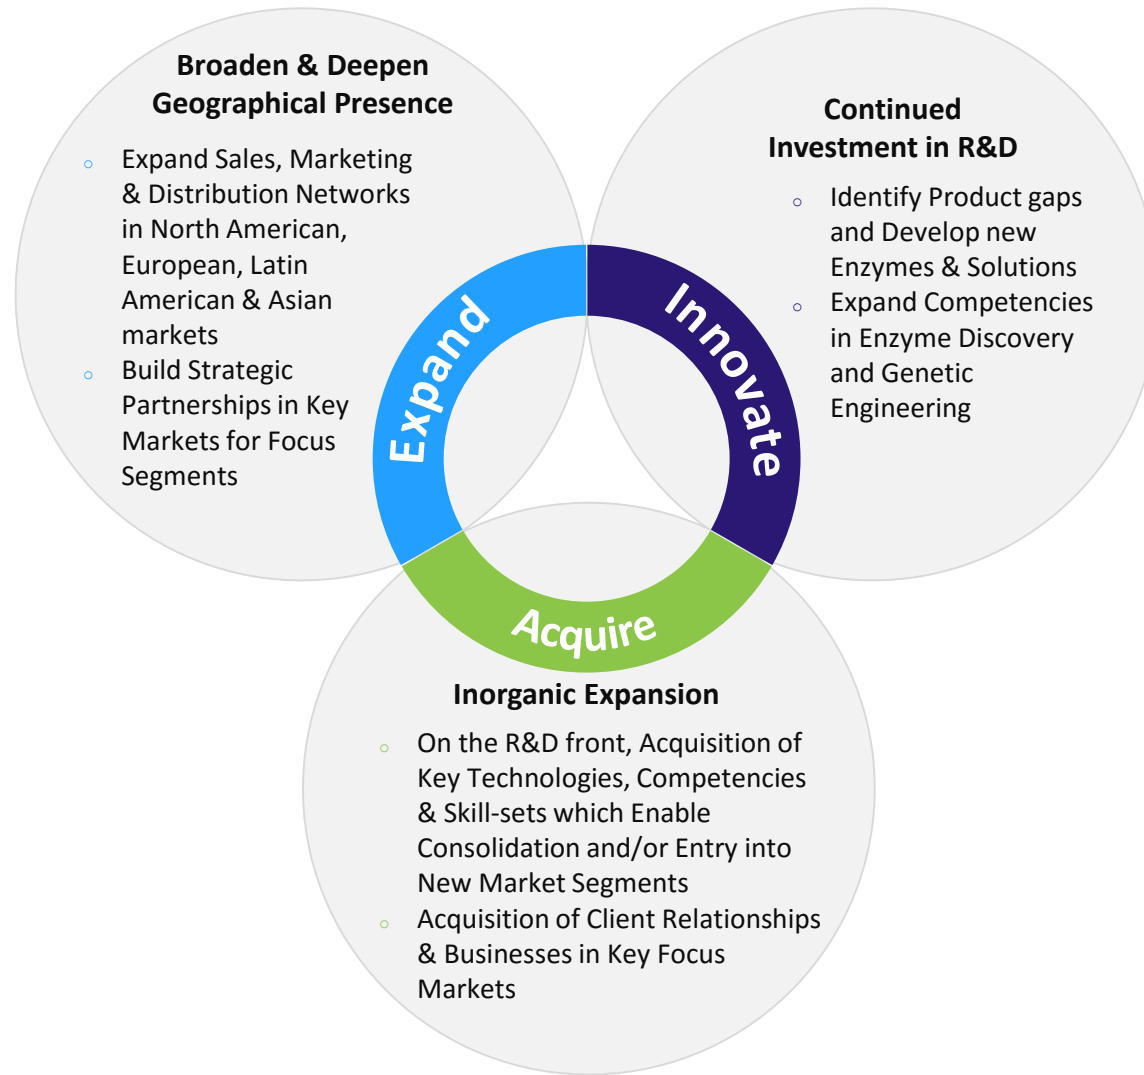 Broaden & Deepen
Geographical Presence
○ Expand Sales, Marketing
& Distribution Networks
in North American,
European, Latin
American & Asian
markets
○ Build Strategic
Partnerships in Key
Markets for Focus
Segments
Continued
Investment in R&D
○ Identify Product gaps
and Develop new
Enzymes & Solutions
○ Expand Competencies
in Enzyme Discovery
and Genetic
Engineering
Expand
Innovate
Acquire
Inorganic Expansion
○ On the R&D front, Acquisition of
Key Technologies, Competencies
& Skill-sets which Enable
Consolidation and/or Entry into
New Market Segments
○ Acquisition of Client Relationships
& Businesses in Key Focus
Markets